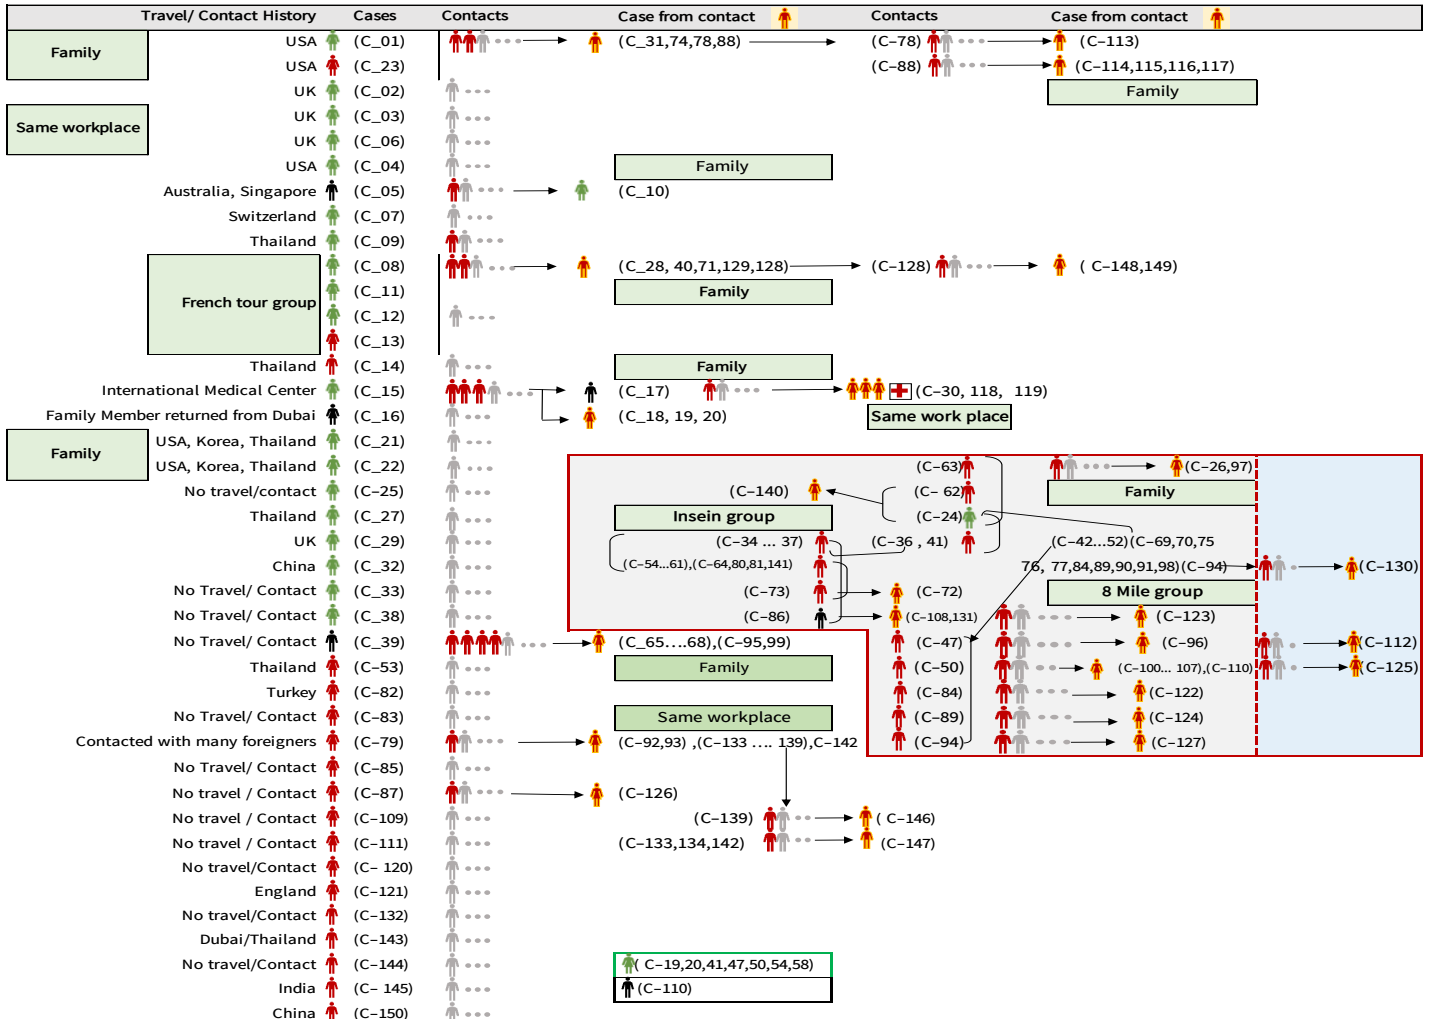 Travel/ Contact History Cases Contacts Case from contact Contacts Case from contact
Family
USA (C_01) (C_31,74,78,88) (C-78) (C-113)
USA (C_23) (C-88) (C-114,115,116,117)
UK (C_02) Family
Same workplace
UK (C_03)
UK (C_06)
USA (C_04) Family
Australia, Singapore (C_05) (C_10)
Switzerland (C_07)
Thailand (C_09)
French tour group
(C_08) (C_28, 40,71,129,128) (C-128) ( C-148,149)
(C_11) Family
(C_12)
(C_13)
Thailand (C_14) Family
International Medical Center (C_15) (C_17) (C-30, 118, 119)
Family Member returned from Dubai (C_16) (C_18, 19, 20) Same work place
Family
USA, Korea, Thailand (C_21)
USA, Korea, Thailand (C_22) (C-63) (C-26,97)
No travel/contact (C-25) (C-140) (C- 62) Family
Thailand (C_27) Insein group (C-24)
UK (C_29) (C-34 ... 37) (C-36 , 41) (C-42...52)(C-69,70,75
China (C_32) (C-54...61),(C-64,80,81,141) 76, 77,84,89,90,91,98)(C-94) (C-130)
No Travel/ Contact (C_33) (C-73) (C-72) 8 Mile group
No Travel/ Contact (C_38) (C-86) (C-108,131) (C-123)
No Travel/ Contact (C_39) (C_65....68),(C-95,99) (C-47) (C-96) (C-112)
Thailand (C-53) Family (C-50) (C-100... 107),(C-110) (C-125)
Turkey (C-82) (C-84) (C-122)
No Travel/ Contact (C-83) Same workplace (C-89) (C-124)
Contacted with many foreigners (C-79) (C-92,93) ,(C-133 .... 139),C-142 (C-94) (C-127)
No Travel/ Contact (C-85)
No travel / Contact (C-87) (C-126)
No travel / Contact (C-109) (C-139) ( C-146)
No travel / Contact (C-111) (C-133,134,142) (C-147)
No travel/Contact (C- 120)
England (C-121)
No travel/Contact (C-132)
Dubai/Thailand (C-143)
No travel/Contact (C-144) ( C-19,20,41,47,50,54,58)
India (C- 145) (C-110)
China (C-150)